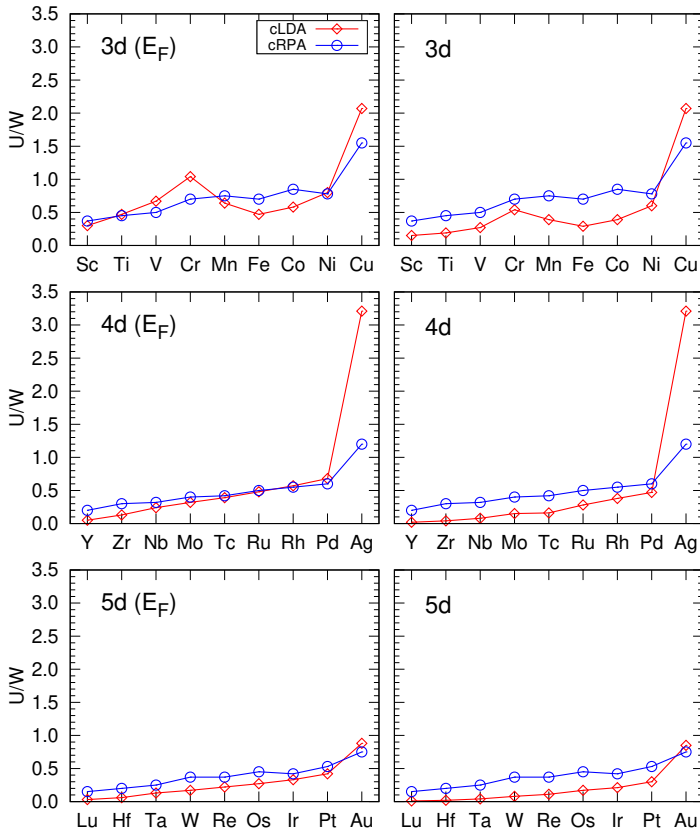 3d (E_F)
cLDA
cRPA
3d
U/W
3.5
3.0
2.5
2.0
1.5
1.0
0.5
0.0
Sc Ti V Cr Mn Fe Co Ni Cu
Sc Ti V Cr Mn Fe Co Ni Cu
4d (E_F)
4d
U/W
3.5
3.0
2.5
2.0
1.5
1.0
0.5
0.0
Y Zr Nb Mo Tc Ru Rh Pd Ag
Y Zr Nb Mo Tc Ru Rh Pd Ag
5d (E_F)
5d
U/W
3.5
3.0
2.5
2.0
1.5
1.0
0.5
0.0
Lu Hf Ta W Re Os Ir Pt Au
Lu Hf Ta W Re Os Ir Pt Au